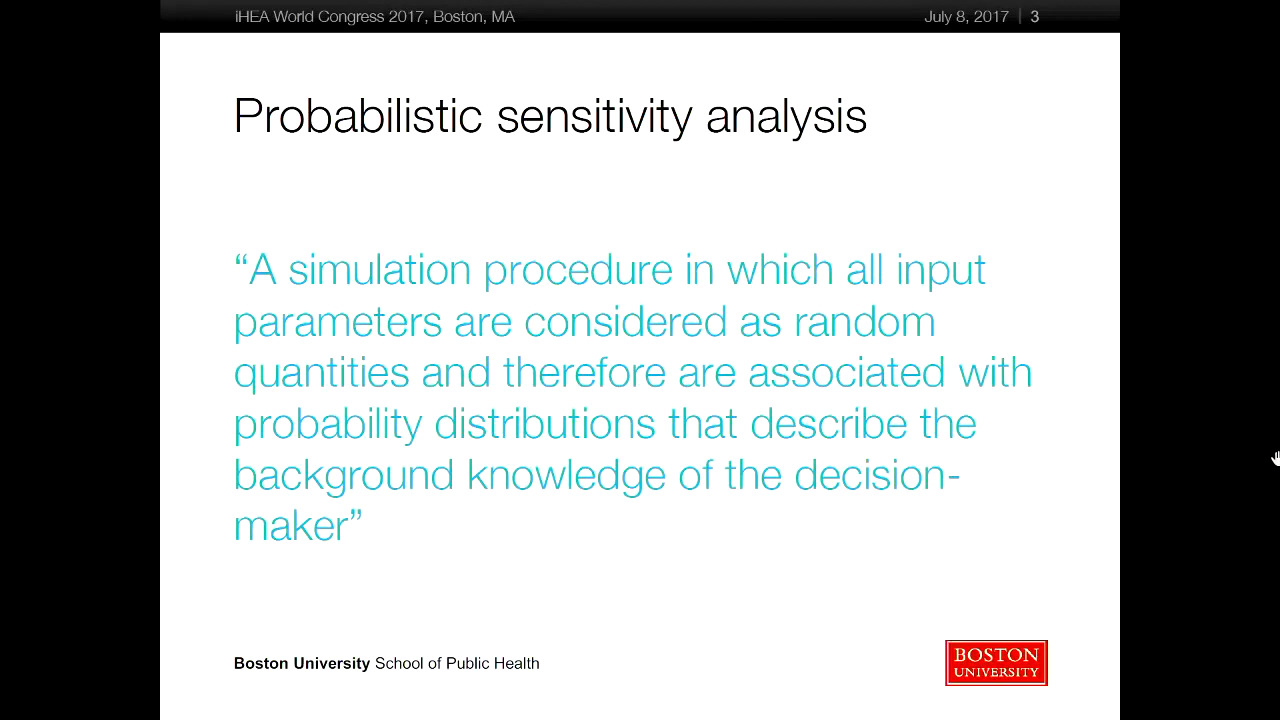 iHEA World Congress 2017, Boston, MA
July 8, 2017 | 3
Probabilistic sensitivity analysis
“A simulation procedure in which all input
parameters are considered as random
quantities and therefore are associated with
probability distributions that describe the
background knowledge of the decision-
maker”
Boston University School of Public Health
BOSTON
UNIVERSITY